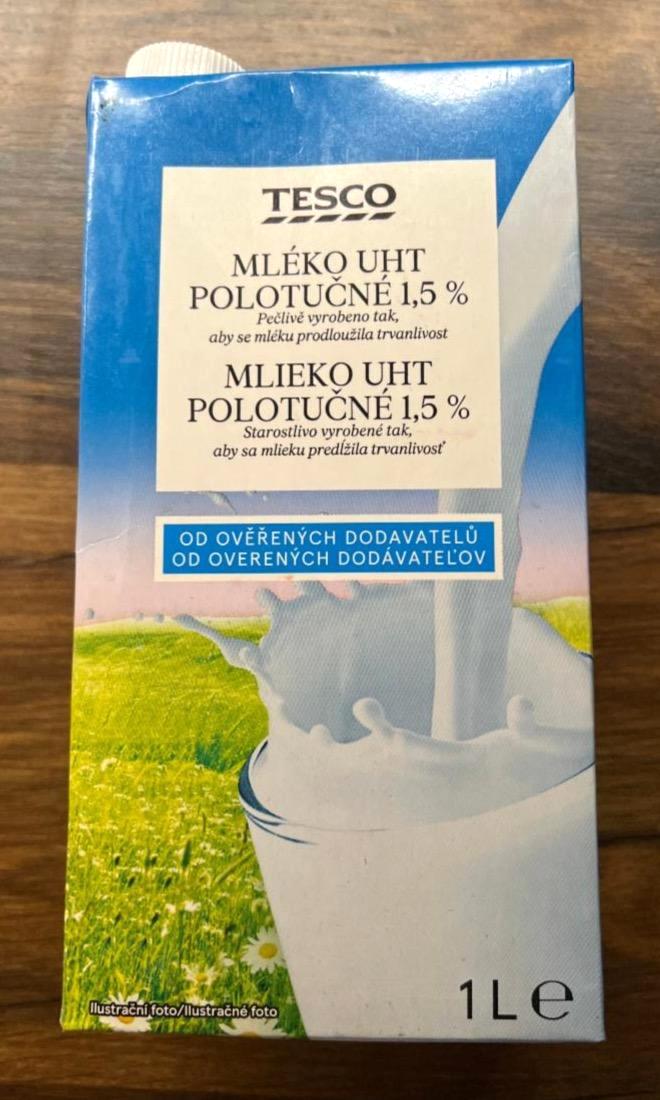 TESCO
MLÉKO UHT
POLOTUČNÉ 1,5 %
Pečlivě vyrobeno tak,
aby se mléku prodloužila trvanlivost
MLIEKO UHT
POLOTUČNÉ 1,5 %
Starostlivo vyrobené tak,
aby sa mlieku predĺžila trvanlivosť
OD OVĚŘENÝCH DODAVATELŮ
OD OVERENÝCH DODÁVATEĽOV
Ilustrační foto/Ilustračné foto
1 L ℮